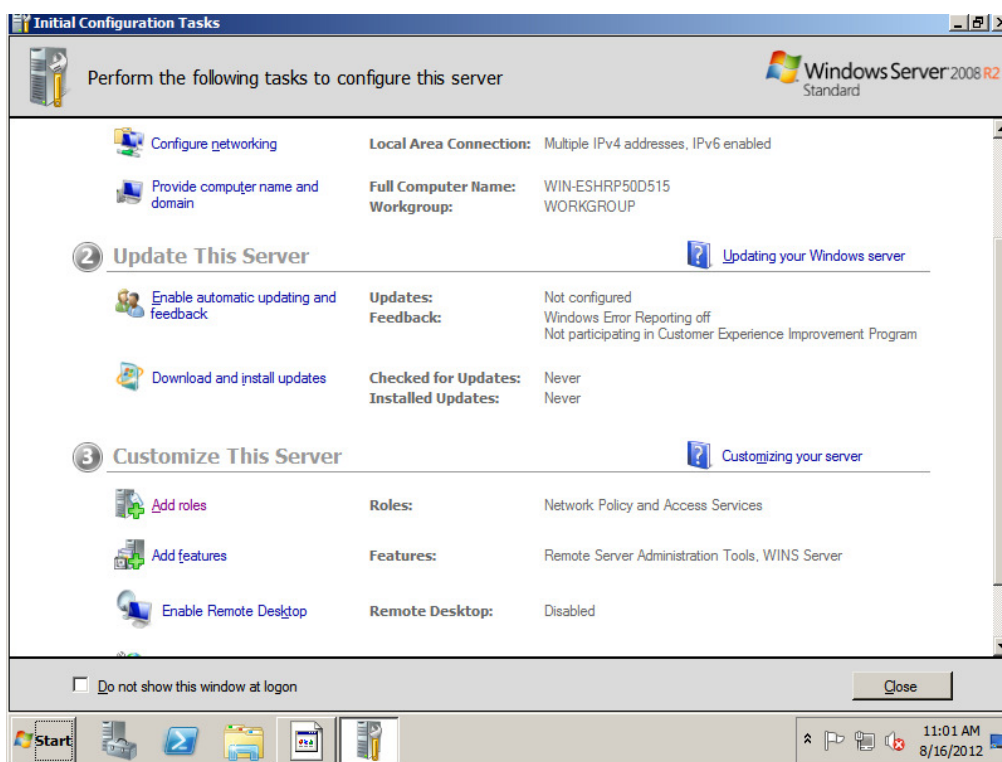 Initial Configuration Tasks
Perform the following tasks to configure this server
Windows Server 2008 R2
Standard
Configure networking
Local Area Connection: Multiple IPv4 addresses, IPv6 enabled
Provide computer name and domain
Full Computer Name: WIN-ESHRP50D515
Workgroup: WORKGROUP
2 Update This Server
Updating your Windows server
Enable automatic updating and feedback
Updates: Not configured
Feedback: Windows Error Reporting off
Not participating in Customer Experience Improvement Program
Download and install updates
Checked for Updates: Never
Installed Updates: Never
3 Customize This Server
Customizing your server
Add roles
Roles: Network Policy and Access Services
Add features
Features: Remote Server Administration Tools, WINS Server
Enable Remote Desktop
Remote Desktop: Disabled
Do not show this window at logon
Close
Start
11:01 AM
8/16/2012